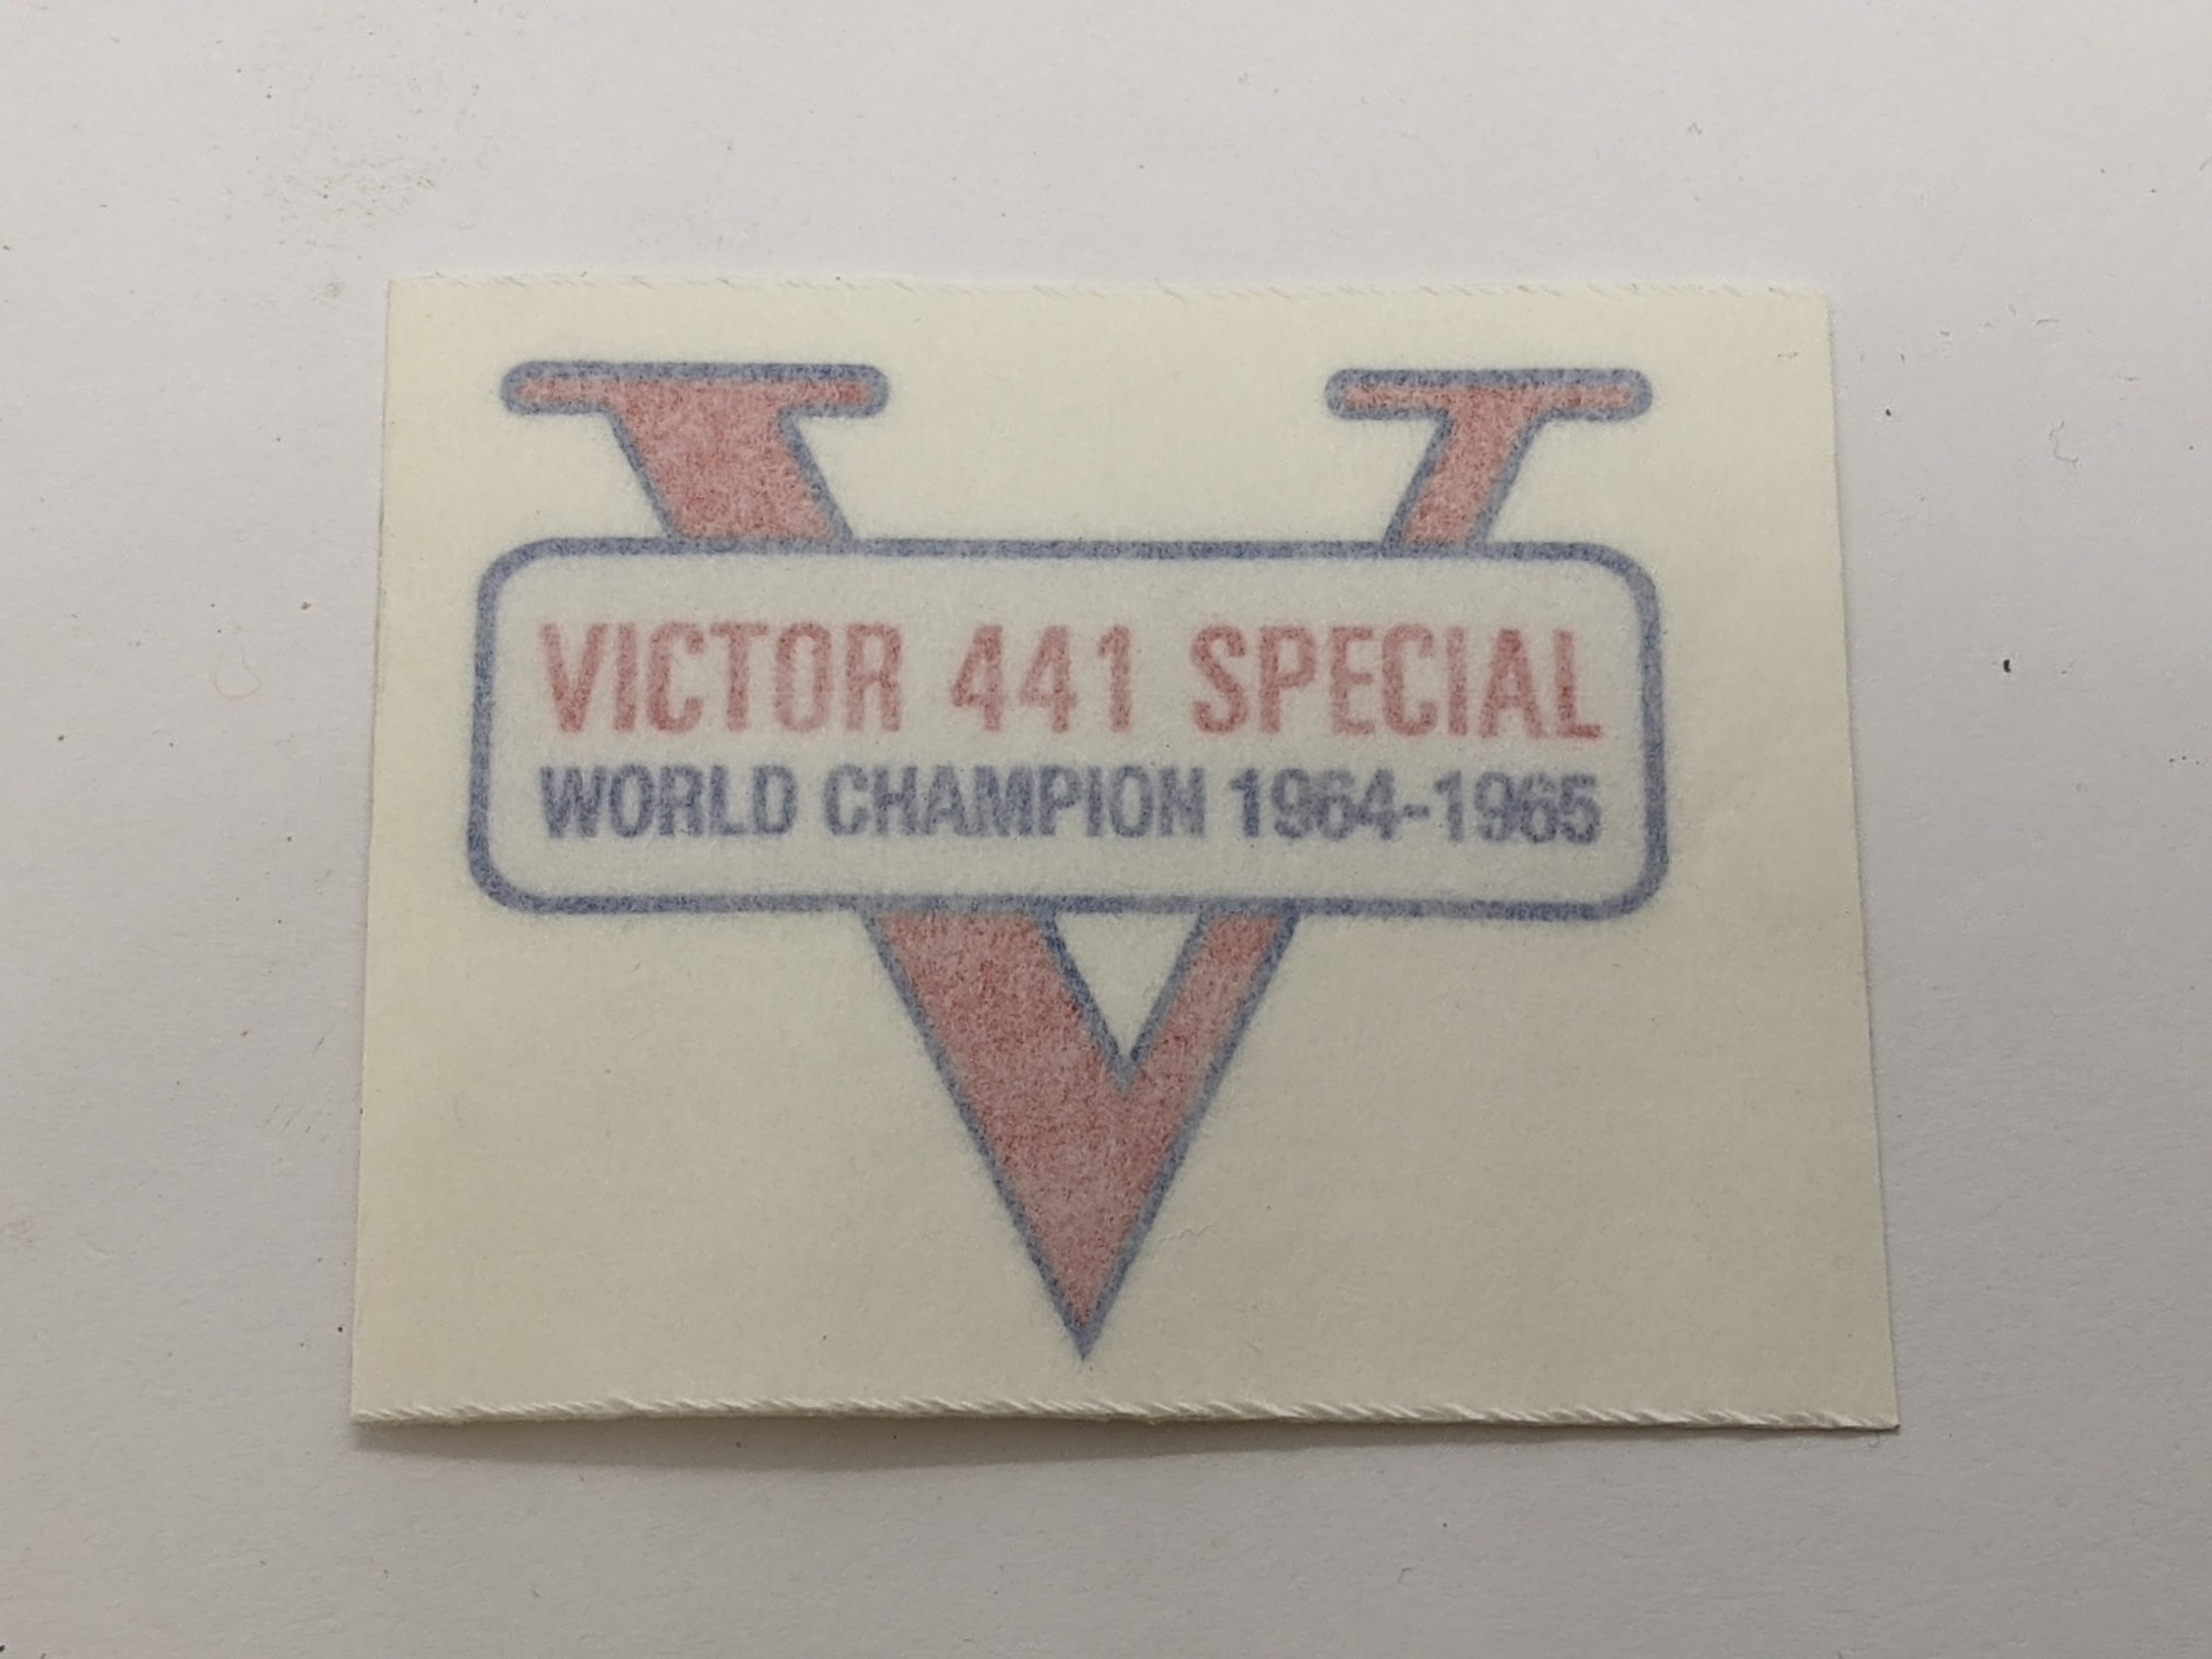 V
VICTOR 441 SPECIAL
WORLD CHAMPION 1964-1965